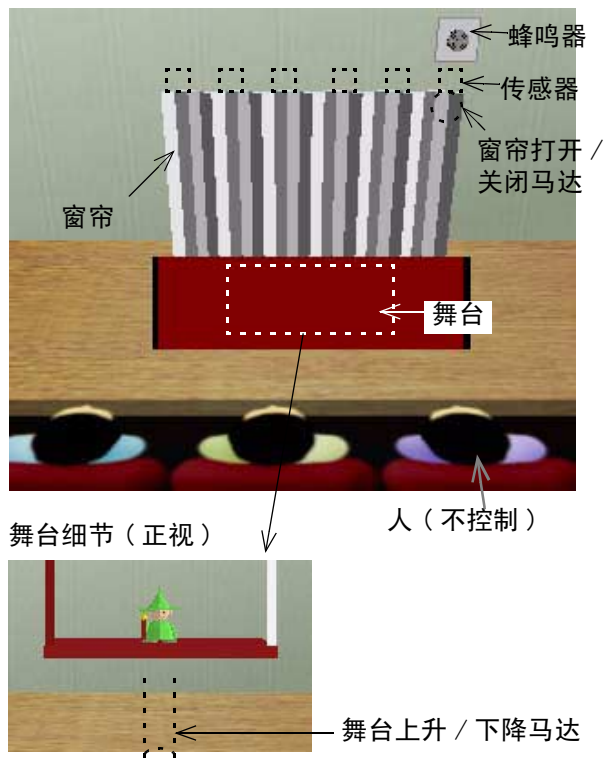 蜂鸣器
传感器
窗帘打开 /
关闭马达
窗帘
舞台
人 ( 不控制 )
舞台细节 ( 正视 )
舞台上升 / 下降马达